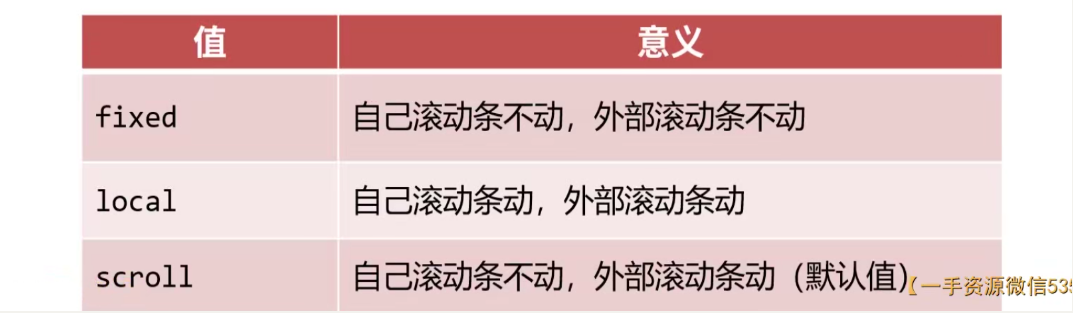 值 意义
fixed 自己滚动条不动，外部滚动条不动
local 自己滚动条动，外部滚动条动
scroll 自己滚动条不动，外部滚动条动（默认值）
【一手资源微信535